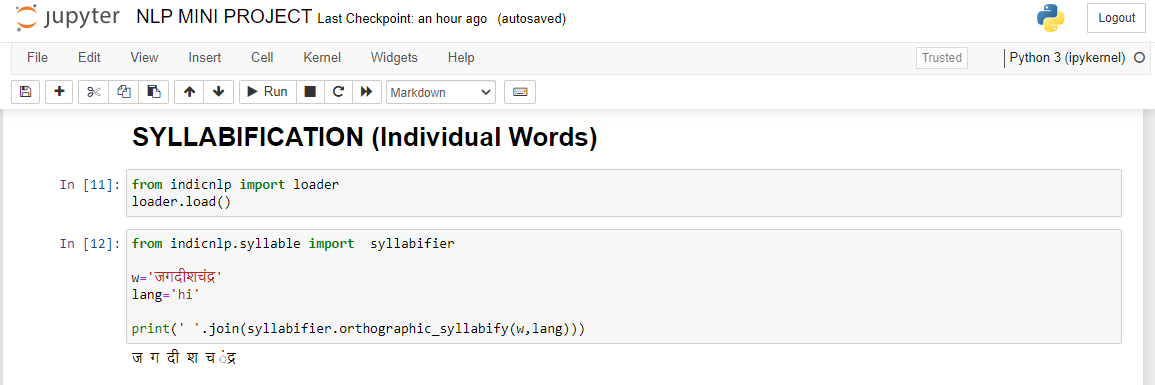 jupyter NLP MINI PROJECT Last Checkpoint: an hour ago (autosaved) Logout
File Edit View Insert Cell Kernel Widgets Help Trusted Python 3 (ipykernel)
Run Markdown
SYLLABIFICATION (Individual Words)
In [11]: from indicnlp import loader
loader.load()
In [12]: from indicnlp.syllable import  syllabifier
w='जगदीशचंद्र'
lang='hi'
print(' '.join(syllabifier.orthographic_syllabify(w,lang)))
ज ग दी श च ंद्र